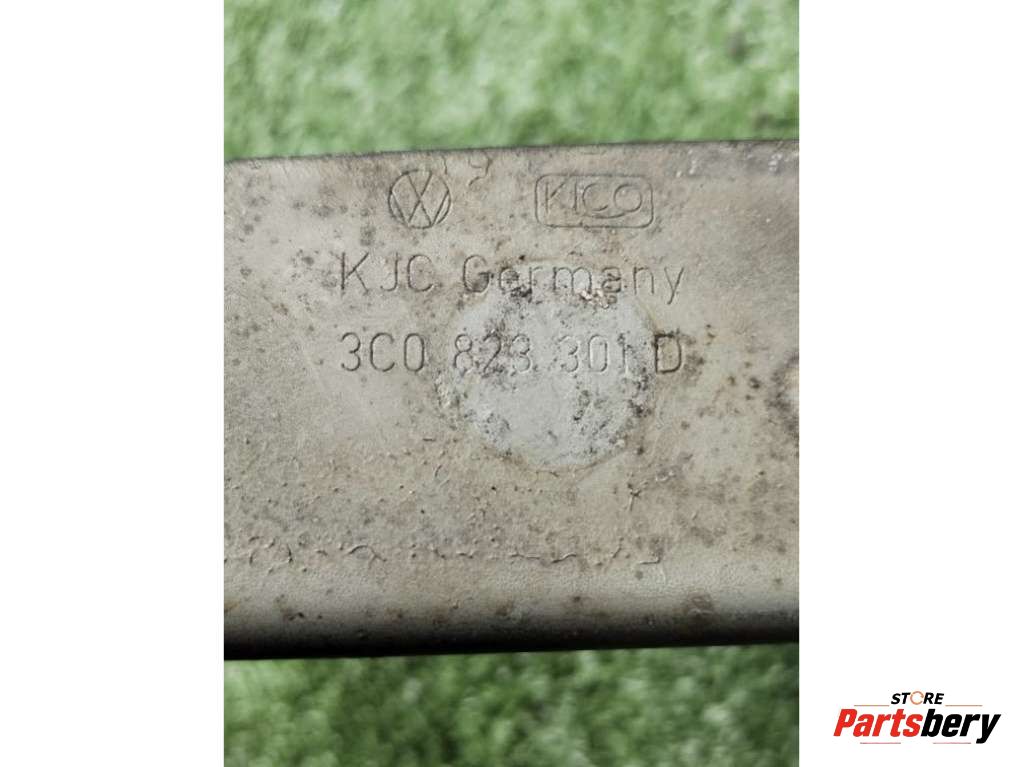 KICO
KJC Germany
3C0 823 301 D
STORE
Partsbery